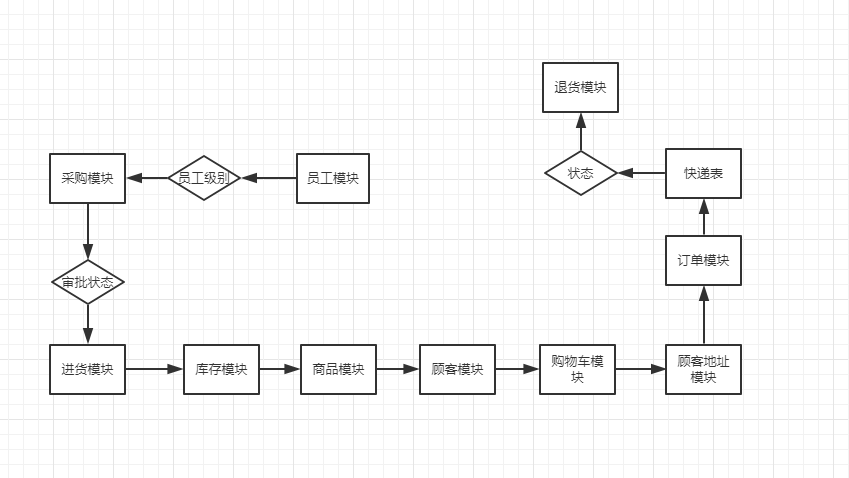 退货模块
采购模块
员工级别
员工模块
状态
快递表
订单模块
审批状态
进货模块
库存模块
商品模块
顾客模块
购物车模
块
顾客地址
模块